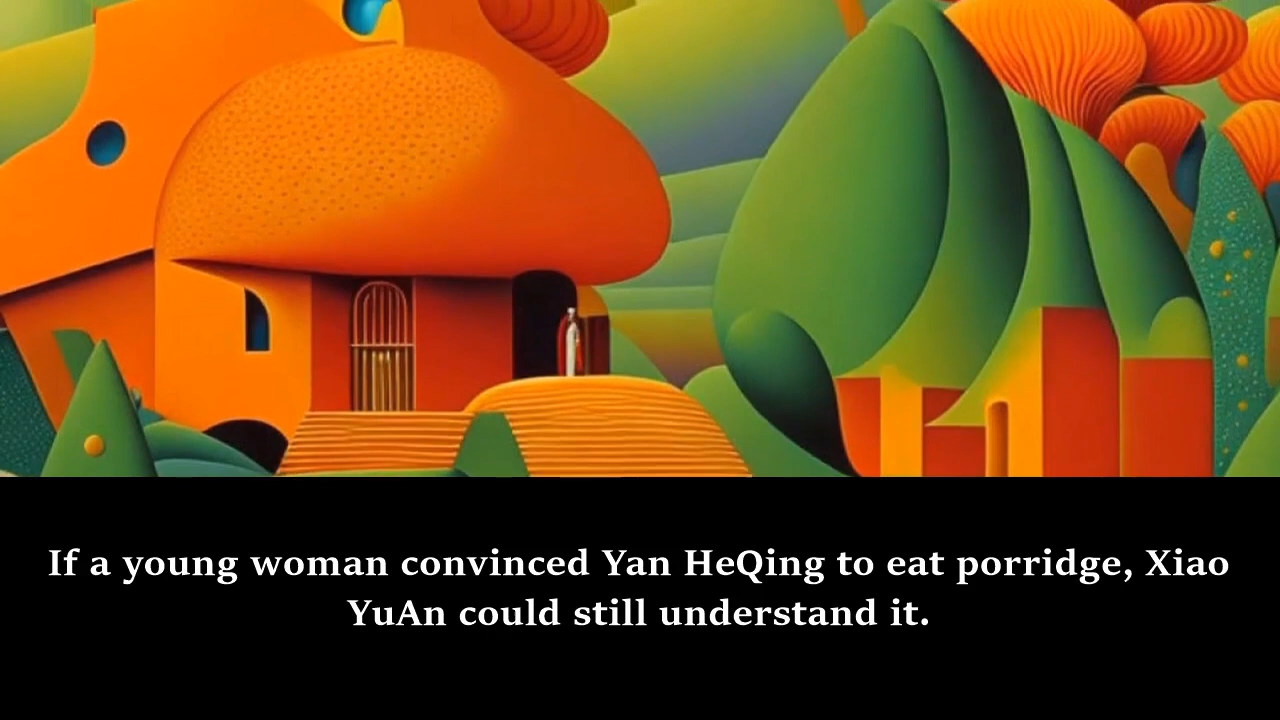 If a young woman convinced Yan HeQing to eat porridge, Xiao
YuAn could still understand it.